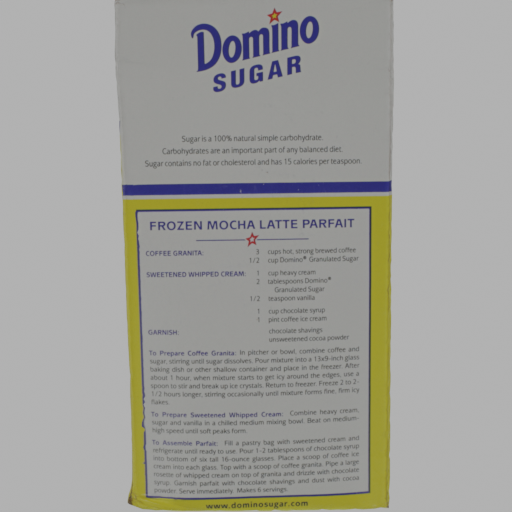 Domino
SUGAR
Sugar is a 100% natural simple carbohydrate.
Carbohydrates are an important part of any balanced diet.
Sugar contains no fat or cholesterol and has 15 calories per teaspoon.
FROZEN MOCHA LATTE PARFAIT
COFFEE GRANITA: 3 cups hot, strong brewed coffee
1/2 cup Domino® Granulated Sugar
SWEETENED WHIPPED CREAM: 1 cup heavy cream
2 tablespoons Domino®
Granulated Sugar
1/2 teaspoon vanilla
1 cup chocolate syrup
1 pint coffee ice cream
GARNISH: chocolate shavings
unsweetened cocoa powder
To Prepare Coffee Granita: In pitcher or bowl, combine coffee and
sugar, stirring until sugar dissolves. Pour mixture into a 13x9-inch glass
baking dish or other shallow container and place in the freezer. After
about 1 hour, when mixture starts to get icy around the edges, use a
spoon to stir and break up ice crystals. Return to freezer. Freeze 2 to 2-
1/2 hours longer, stirring occasionally until mixture forms fine, firm icy
flakes.
To Prepare Sweetened Whipped Cream: Combine heavy cream,
sugar and vanilla in a chilled medium mixing bowl. Beat on medium-
high speed until soft peaks form.
To Assemble Parfait: Fill a pastry bag with sweetened cream and
refrigerate until ready to use. Pour 1-2 tablespoons of chocolate syrup
into bottom of six tall 16-ounce glasses. Place a scoop of coffee ice
cream into each glass. Top with a scoop of coffee granita. Pipe a large
rosette of whipped cream on top of granita and drizzle with chocolate
syrup. Garnish parfait with chocolate shavings and dust with cocoa
powder. Serve immediately. Makes 6 servings.
www.dominosugar.com